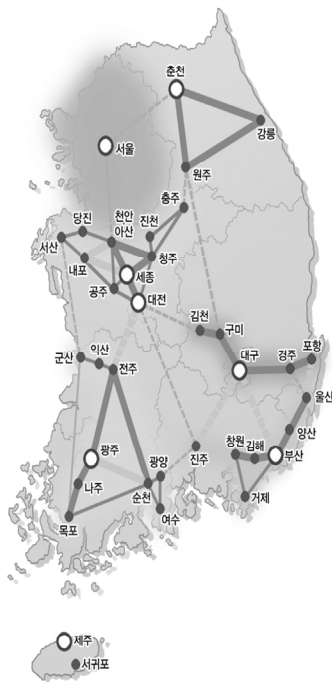 춘천
강릉
서울
원주
충주
당진
천안
아산
진천
서산
내포
청주
세종
공주
대전
김천
구미
포항
군산
익산
전주
대구
경주
울산
양산
광주
광양
진주
창원
김해
부산
나주
순천
거제
목포
여수
제주
서귀포